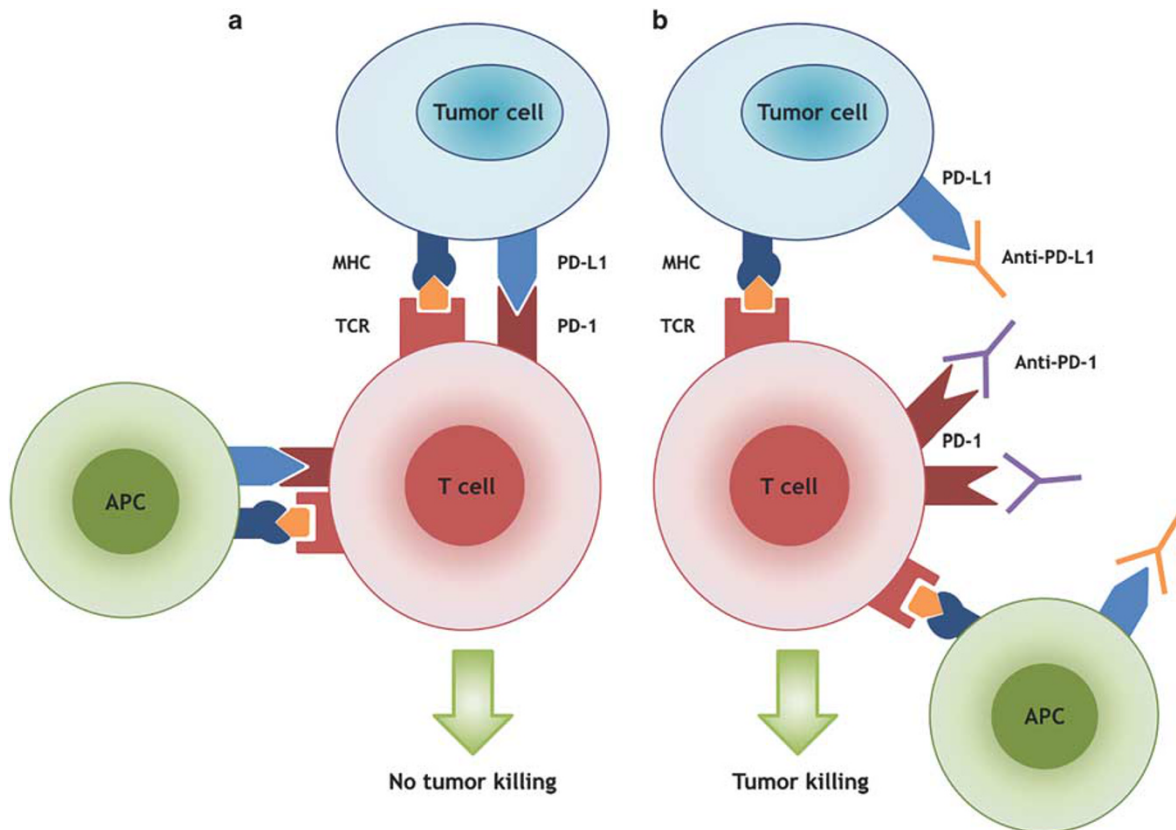 a
Tumor cell
MHC
PD-L1
TCR
PD-1
APC
T cell
No tumor killing
b
Tumor cell
PD-L1
MHC
Anti-PD-L1
TCR
Anti-PD-1
PD-1
T cell
APC
Tumor killing